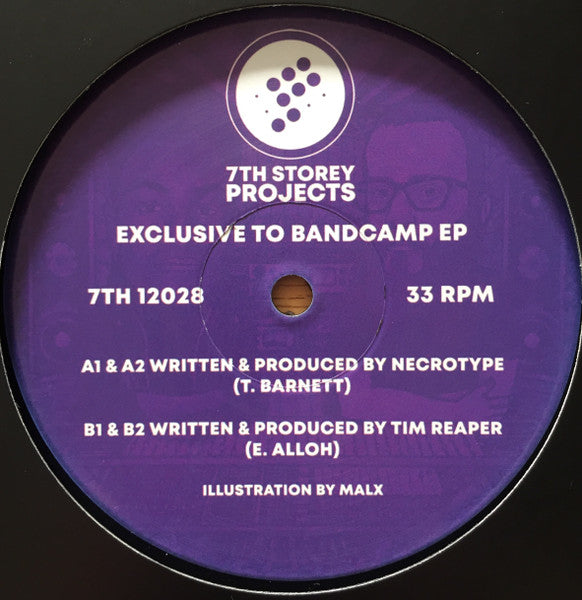 7TH STOREY
PROJECTS
EXCLUSIVE TO BANDCAMP EP
7TH 12028
33 RPM
A1 & A2 WRITTEN & PRODUCED BY NECROTYPE
(T. BARNETT)
B1 & B2 WRITTEN & PRODUCED BY TIM REAPER
(E. ALLOH)
ILLUSTRATION BY MALX